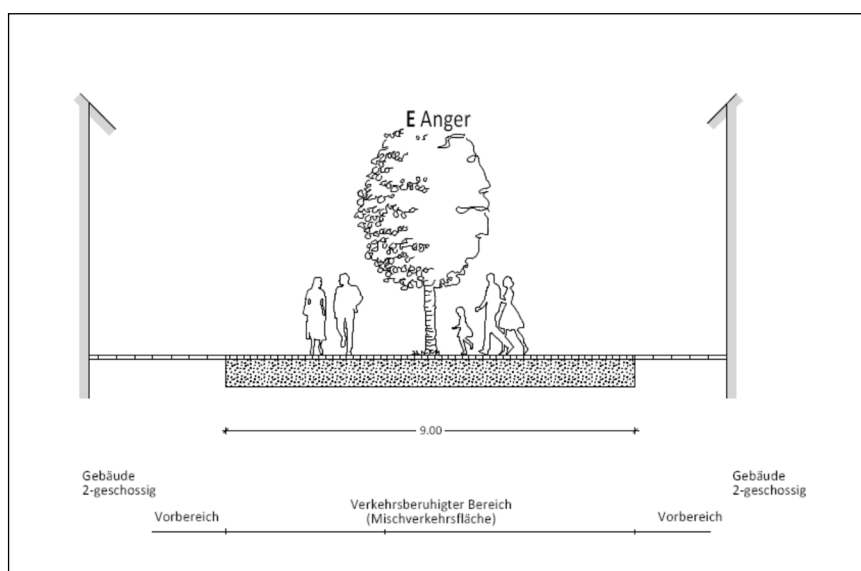 E Anger
9.00
Gebäude
2-geschossig
Gebäude
2-geschossig
Vorbereich
Verkehrsberuhigter Bereich
(Mischverkehrsfläche)
Vorbereich